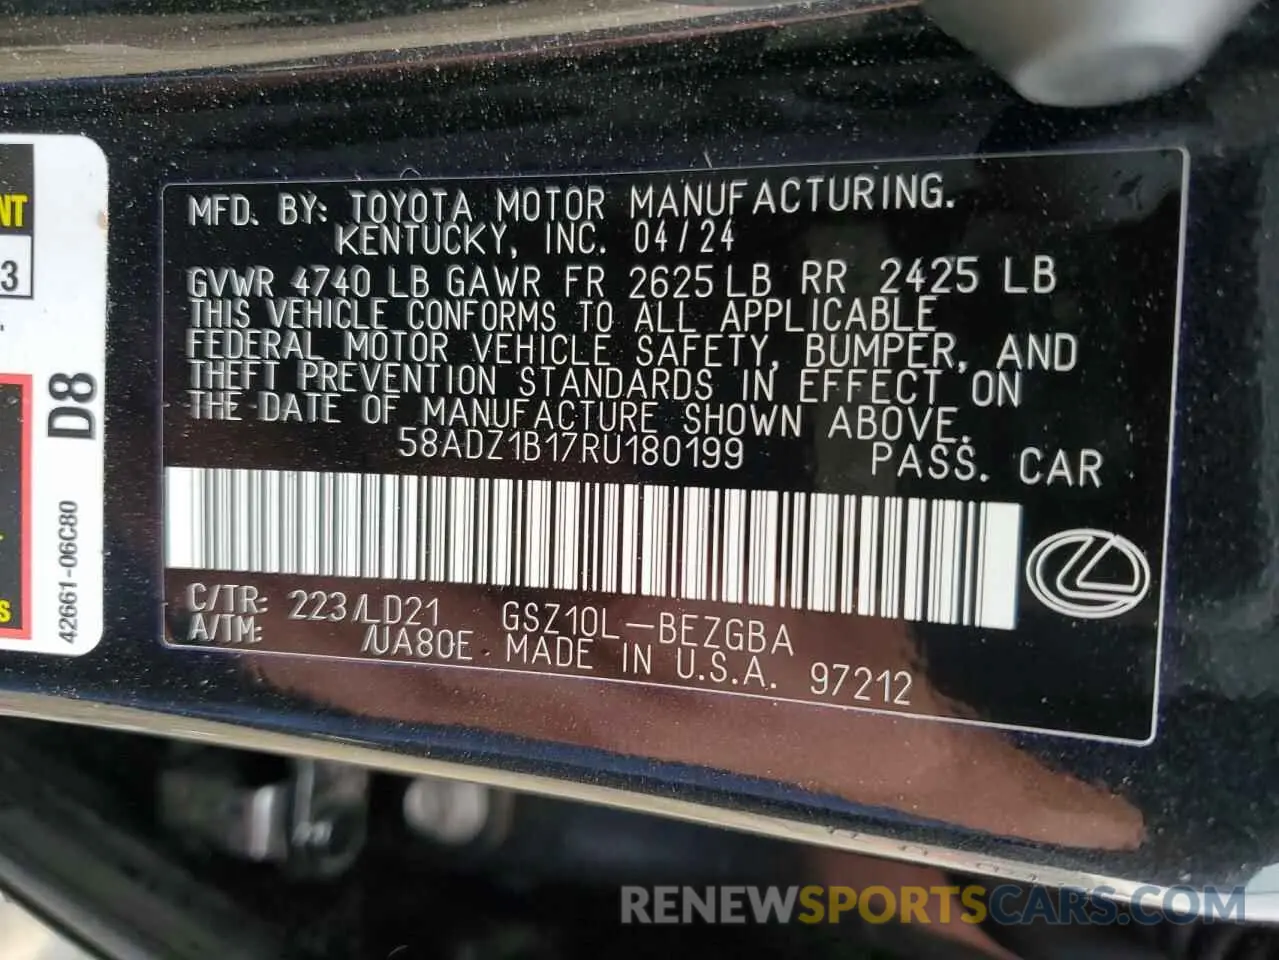 NT
3
D8
42661-06C80
S
MFD. BY: TOYOTA MOTOR MANUFACTURING.
KENTUCKY, INC. 04/24
GVWR 4740 LB GAWR FR 2625 LB RR 2425 LB
THIS VEHICLE CONFORMS TO ALL APPLICABLE
FEDERAL MOTOR VEHICLE SAFETY, BUMPER, AND
THEFT PREVENTION STANDARDS IN EFFECT ON
THE DATE OF MANUFACTURE SHOWN ABOVE.
58ADZ1B17RU180199 PASS. CAR
C/TR: 223/LD21 GSZ10L-BEZGBA
A/TM: /UA80E MADE IN U.S.A. 97212
RENEWSPORTSCARS.COM